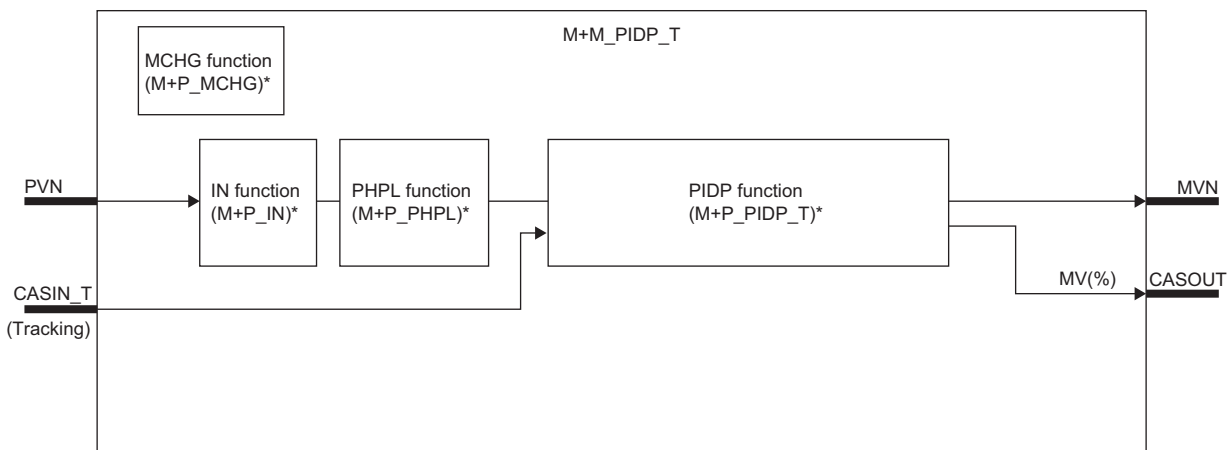 M+M_PIDP_T
MCHG function
(M+P_MCHG)*
PVN
IN function
(M+P_IN)*
PHPL function
(M+P_PHPL)*
PIDP function
(M+P_PIDP_T)*
MVN
CASIN_T
(Tracking)
MV(%)
CASOUT